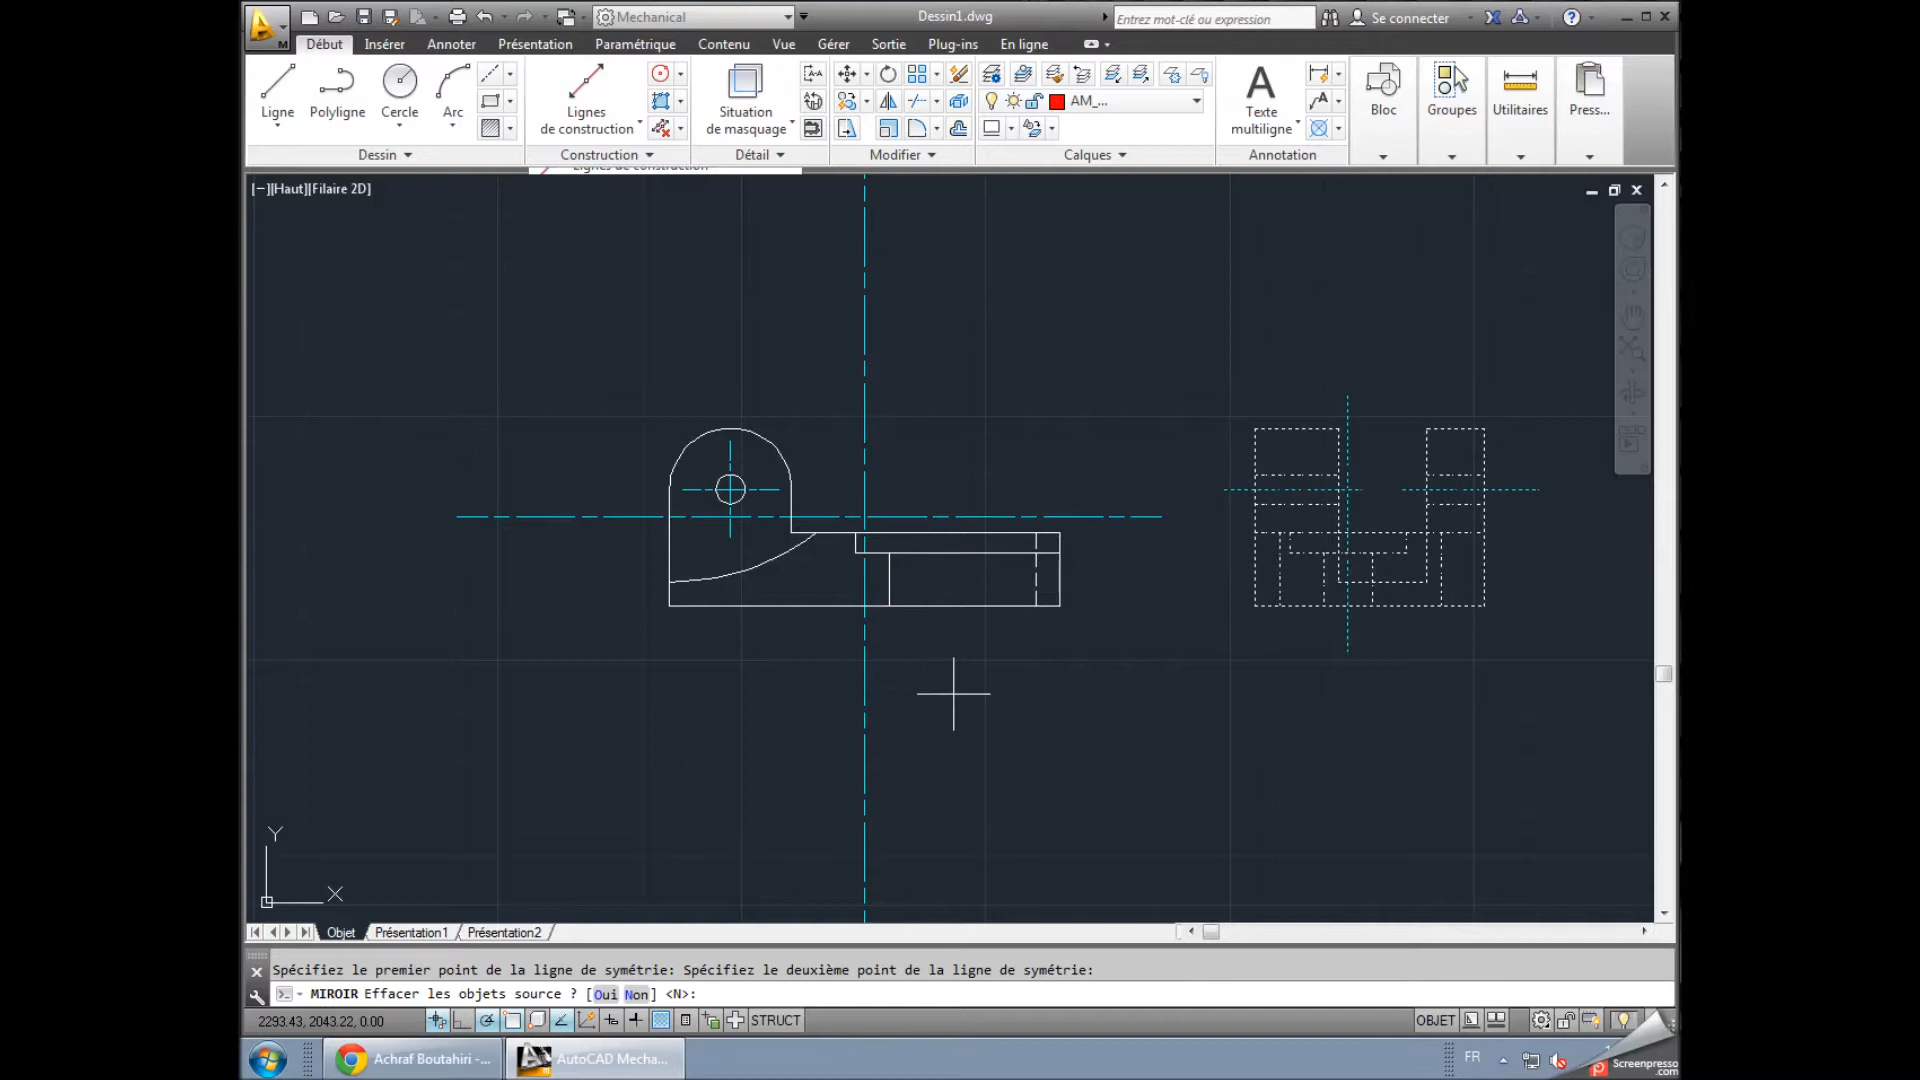 Mechanical
Dessin1.dwg
Entrez mot-clé ou expression
Se connecter
Début
Insérer
Annoter
Présentation
Paramétrique
Contenu
Vue
Gérer
Sortie
Plug-ins
En ligne
Ligne
Polyligne
Cercle
Arc
Lignes
de construction
Situation
de masquage
AM_...
Texte
multiligne
Bloc
Groupes
Utilitaires
Press...
Dessin
Construction
Détail
Modifier
Calques
Annotation
Lignes de construction
[−][Haut][Filaire 2D]
Y
X
Objet
Présentation1
Présentation2
Spécifiez le premier point de la ligne de symétrie: Spécifiez le deuxième point de la ligne de symétrie:
MIROIR Effacer les objets source ? [Oui Non] <N>:
2293.43, 2043.22, 0.00
STRUCT
OBJET
Achraf Boutahiri -...
AutoCAD Mecha...
FR
Screenpresso
.com